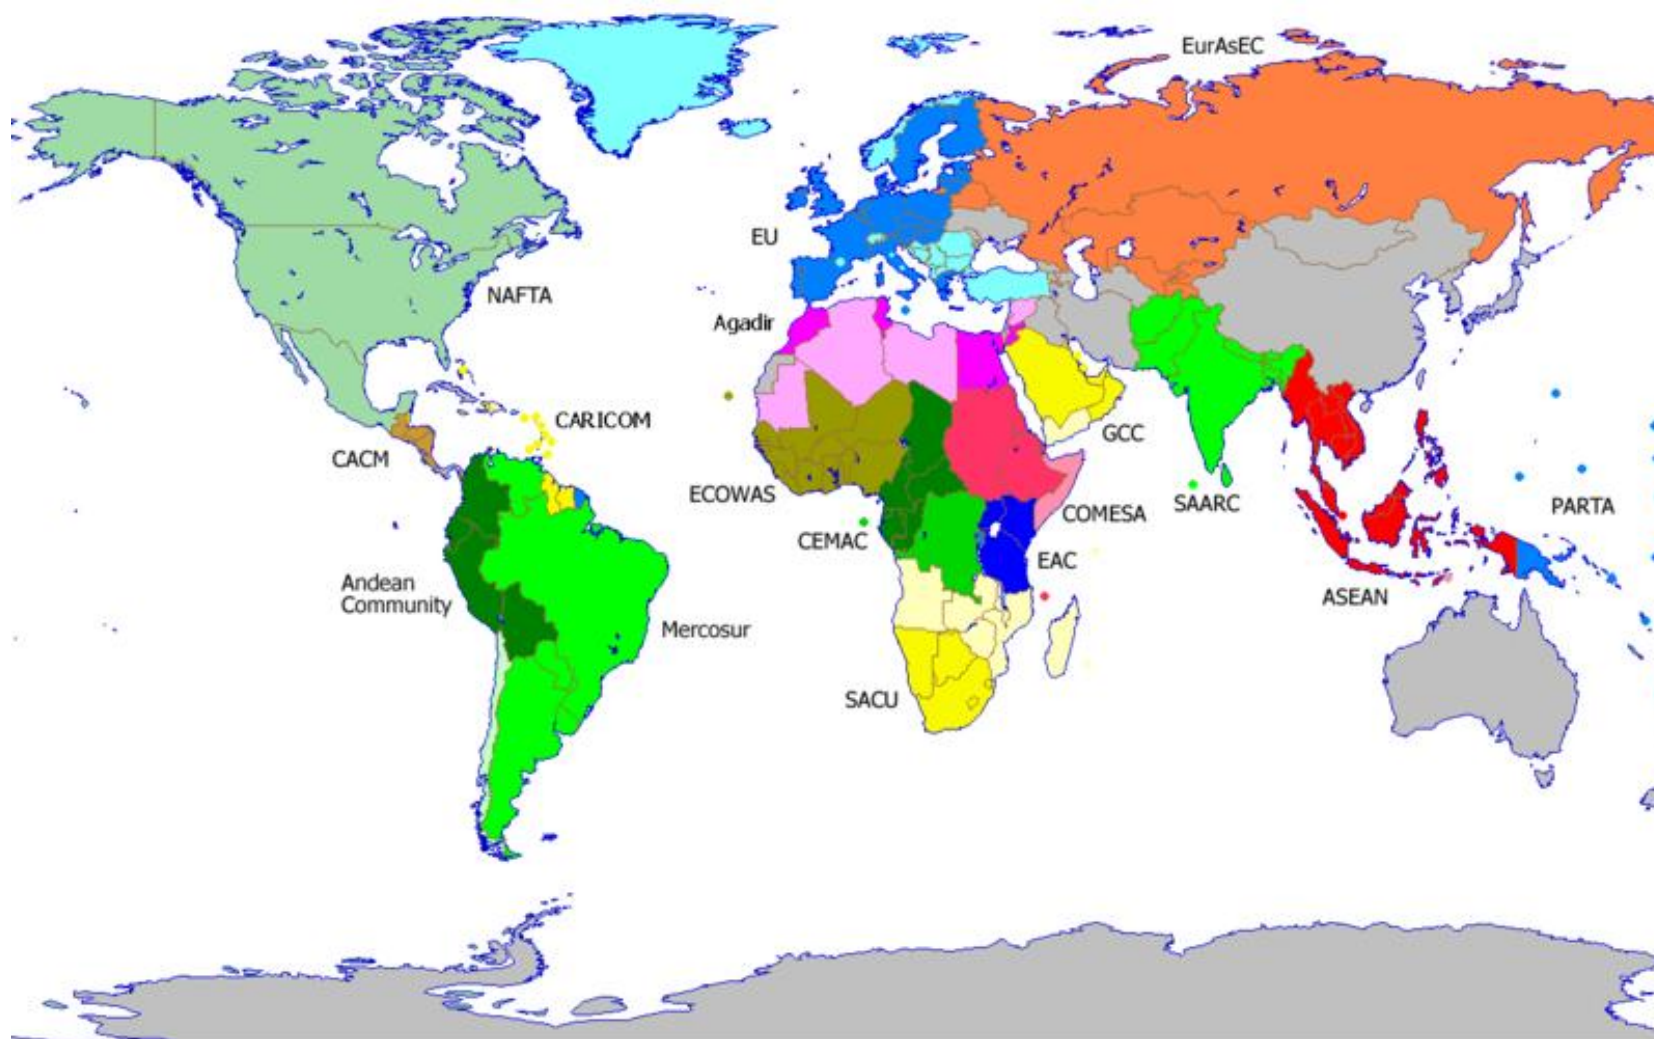 EurAsEC
EU
NAFTA
Agadir
CARICOM
CACM
GCC
ECOWAS
SAARC
PARTA
COMESA
CEMAC
EAC
Andean
Community
ASEAN
Mercosur
SACU